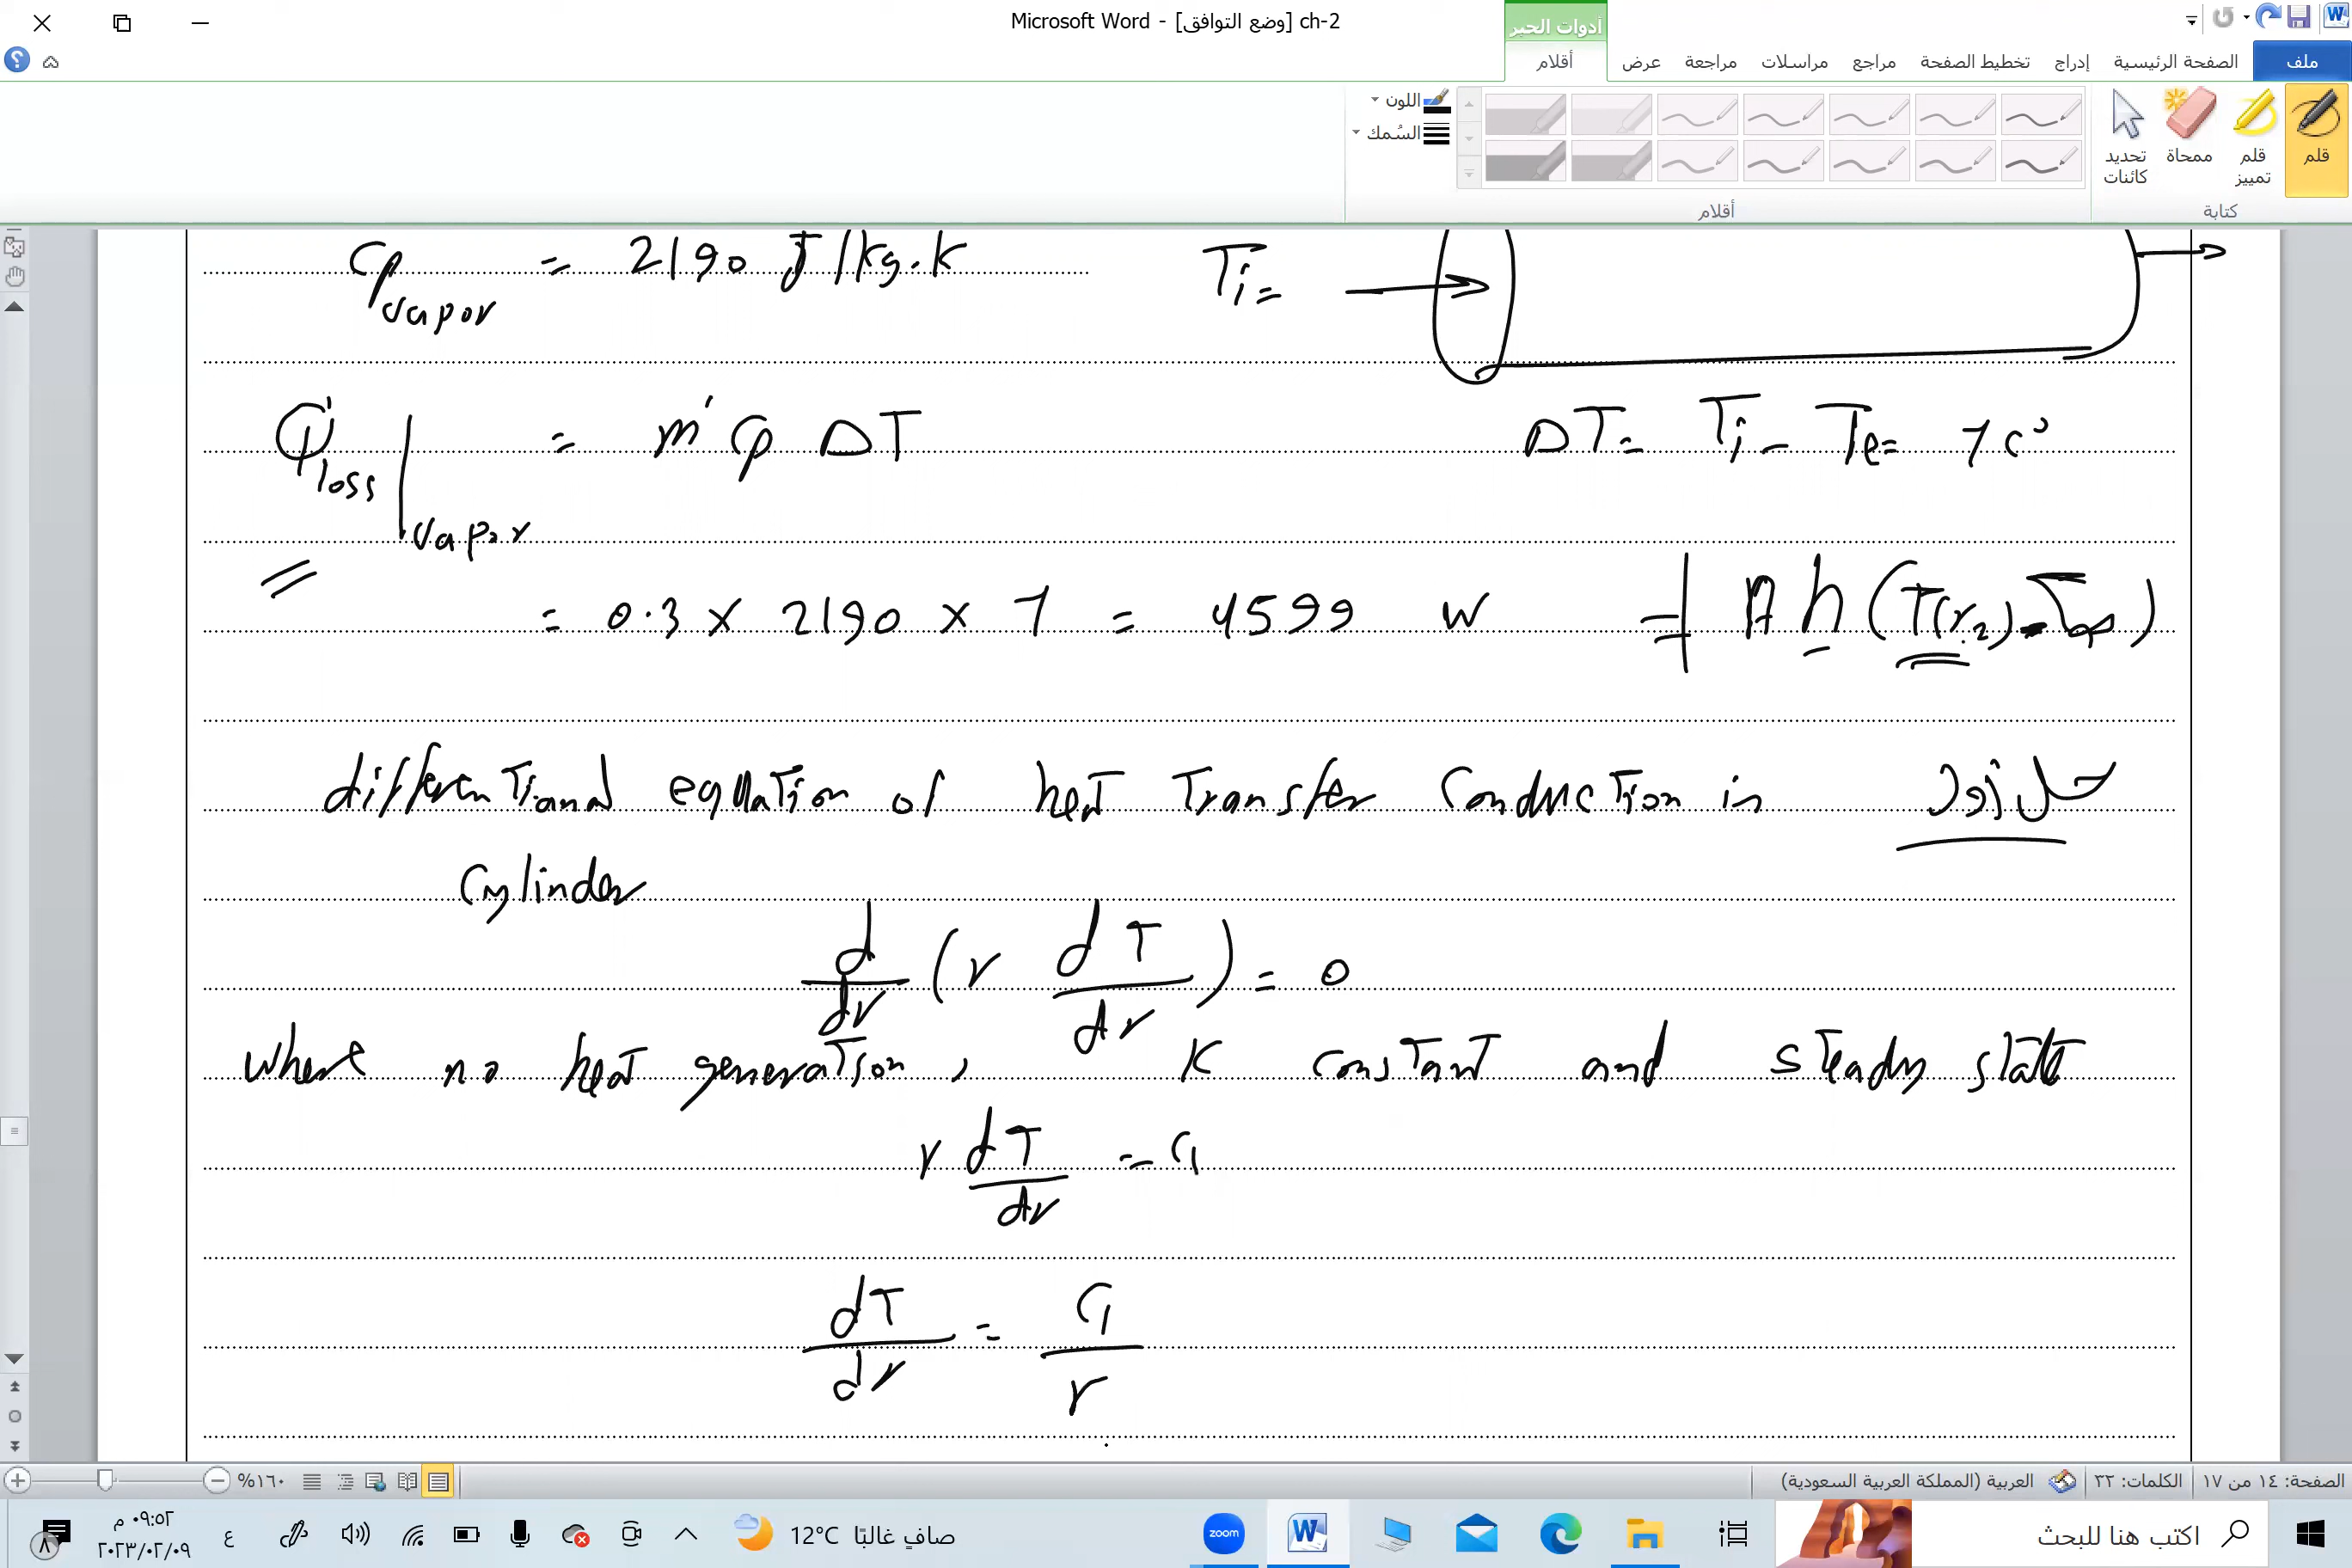 ch-2 [وضع التوافق] - Microsoft Word
أدوات الحبر
ملف الصفحة الرئيسية إدراج تخطيط الصفحة مراجع مراسلات مراجعة عرض أقلام
قلم
قلم تمييز
ممحاة
تحديد كائنات
اللون
السُمك
كتابة
أقلام
Cp vapor = 2190 J/kg.k
Ti =
Q̇loss | vapor = ṁ Cp ΔT
ΔT = Ti - Te = 7 C°
= 0.3 × 2190 × 7 = 4599 W = A h (T(r2) - T∞)
differentional equation of heat Transfer Conduction in
Cylinder
d/dr (r dT/dr) = 0
where no heat generation, K constant and steady state
r dT/dr = C1
dT/dr = C1/r
الصفحة: ١٤ من ١٧
الكلمات: ٣٢
العربية (المملكة العربية السعودية)
%١٦٠
اكتب هنا للبحث
zoom
12°C صافٍ غالبًا
ع
٠٩:٥٢ م
٢٠٢٣/٠٢/٠٩
٨